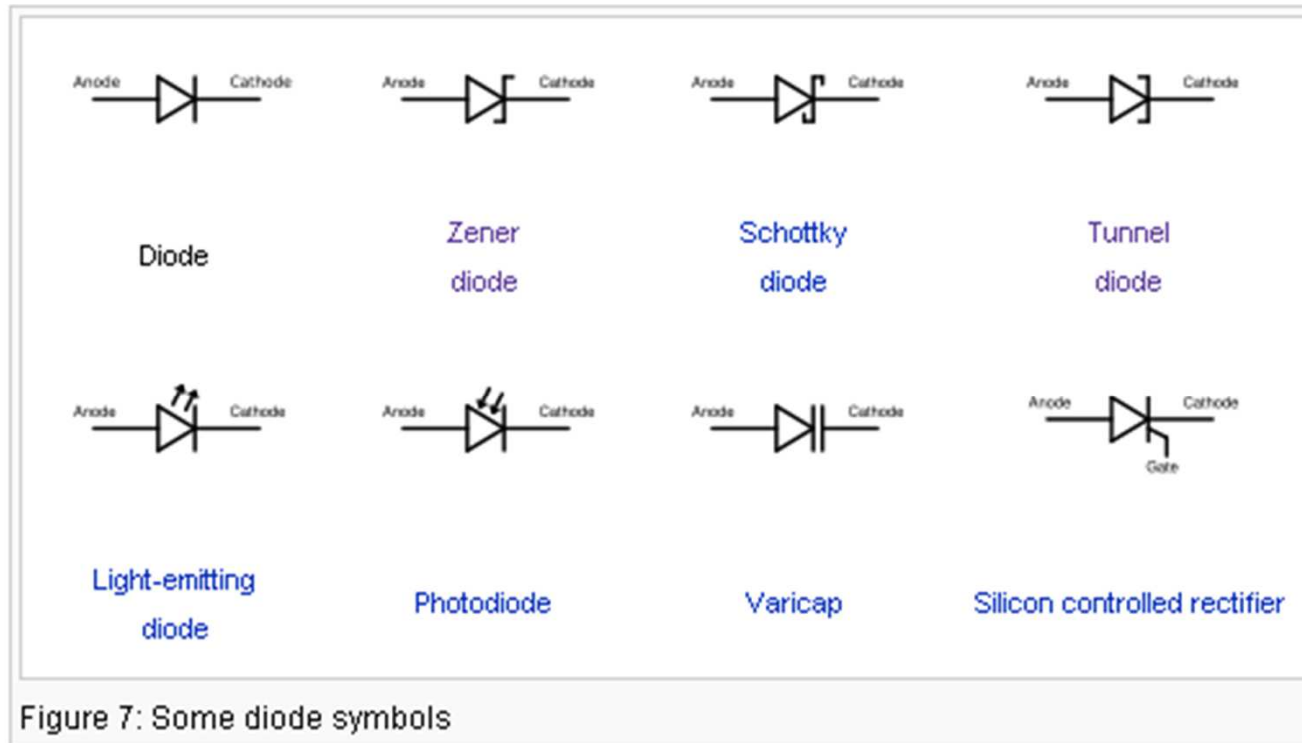 Anode Cathode Anode Cathode Anode Cathode Anode Cathode
Diode
Zener
diode
Schottky
diode
Tunnel
diode
Anode Cathode Anode Cathode Anode Cathode Anode Cathode
Gate
Light-emitting
diode
Photodiode
Varicap
Silicon controlled rectifier
Figure 7: Some diode symbols